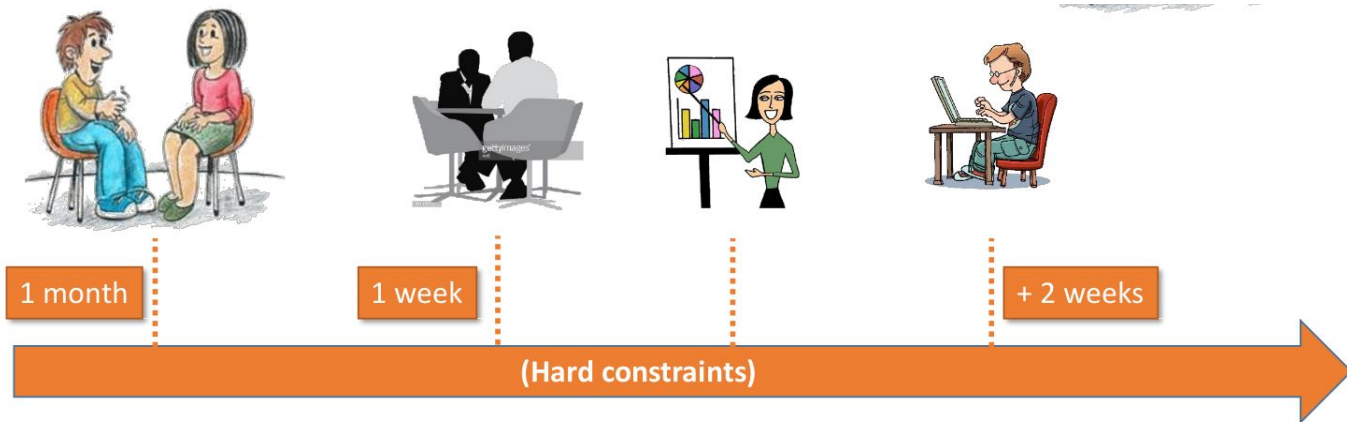 gettyimages
1 month
1 week
+ 2 weeks
(Hard constraints)